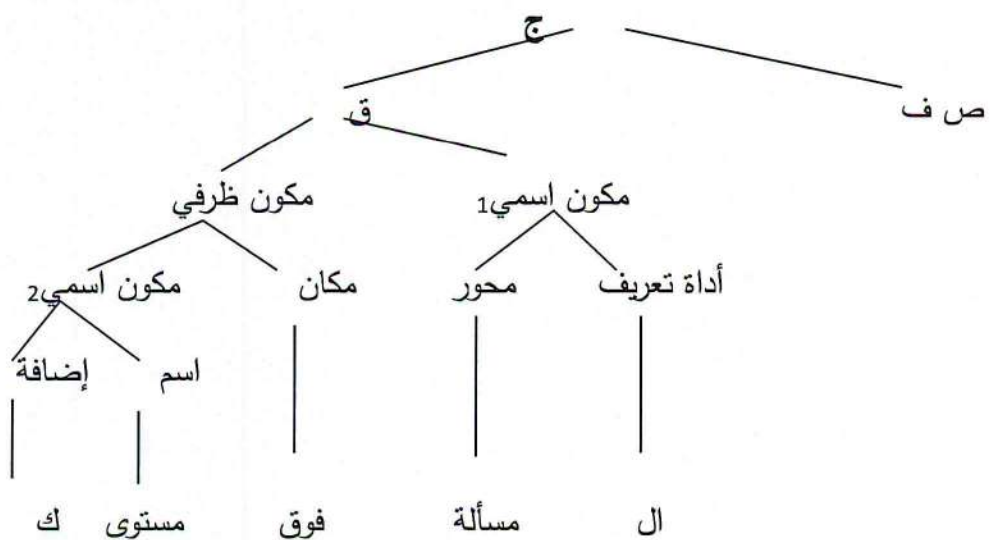 ج
ص ف ق
مكون اسمي1 مكون ظرفي
أداة تعريف محور مكان مكون اسمي2
اسم إضافة
ال مسألة فوق مستوى ك